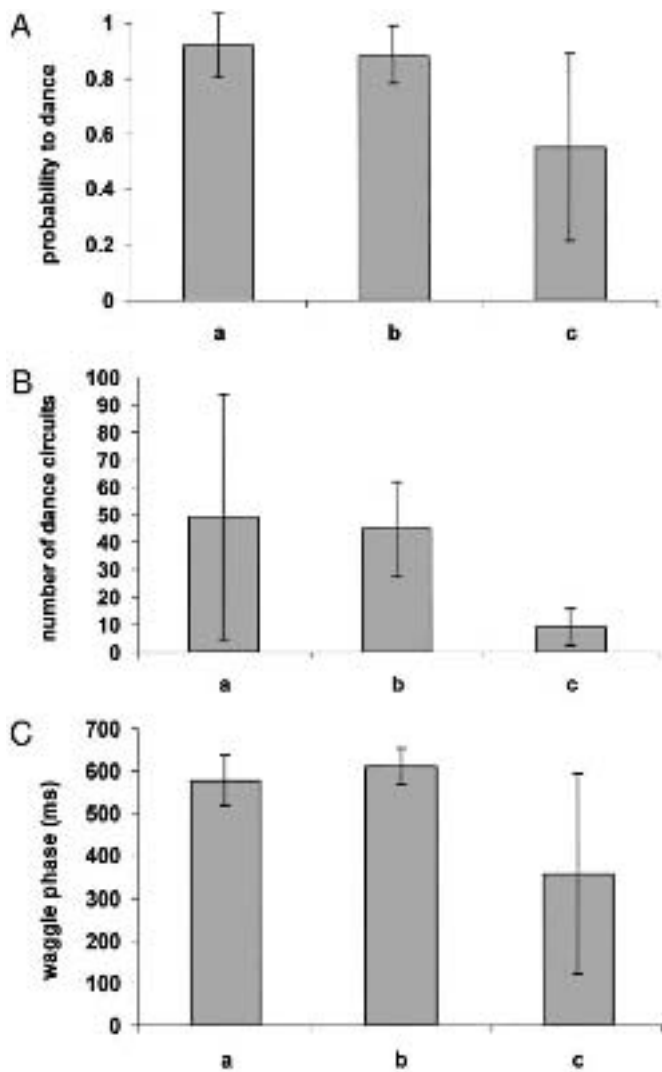 A
probability to dance
1
0.8
0.6
0.4
0.2
0
a b c
B
number of dance circuits
100
90
80
70
60
50
40
30
20
10
0
a b c
C
waggle phase (ms)
700
600
500
400
300
200
100
0
a b c